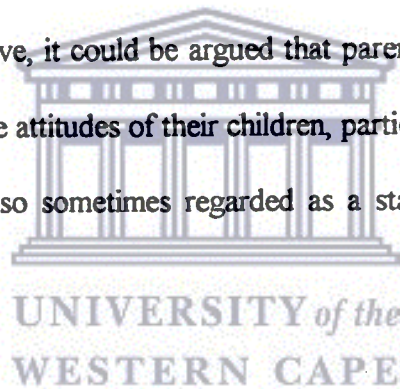 ve, it could be argued that paren
e attitudes of their children, partic
so sometimes regarded as a sta
UNIVERSITY of the
WESTERN CAPE